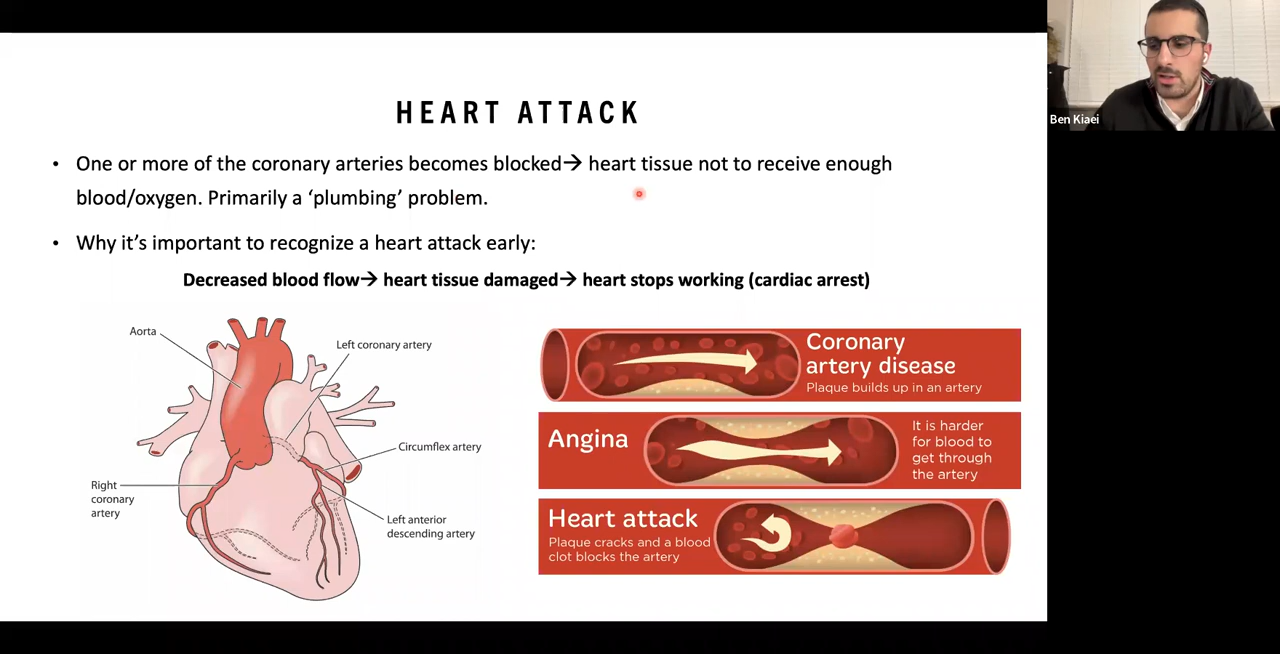 HEART ATTACK
• One or more of the coronary arteries becomes blocked→ heart tissue not to receive enough
blood/oxygen. Primarily a ‘plumbing’ problem.
• Why it’s important to recognize a heart attack early:
Decreased blood flow→ heart tissue damaged→ heart stops working (cardiac arrest)
Aorta
Left coronary artery
Circumflex artery
Right
coronary
artery
Left anterior
descending artery
Coronary
artery disease
Plaque builds up in an artery
Angina
It is harder
for blood to
get through
the artery
Heart attack
Plaque cracks and a blood
clot blocks the artery
Ben Kiaei